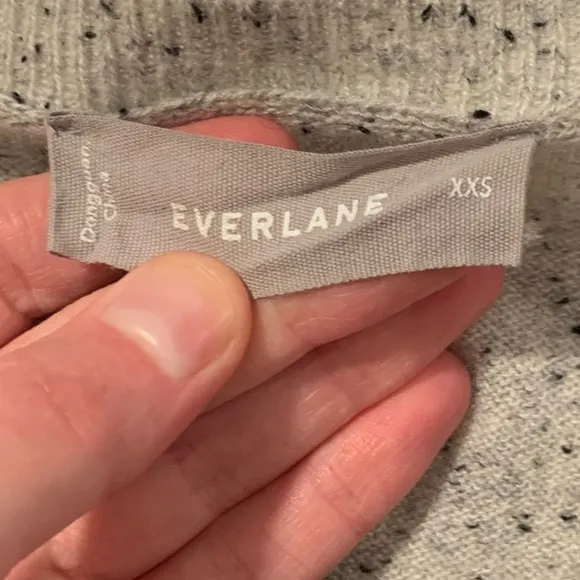 Dongguan,
China
EVERLANE
XXS